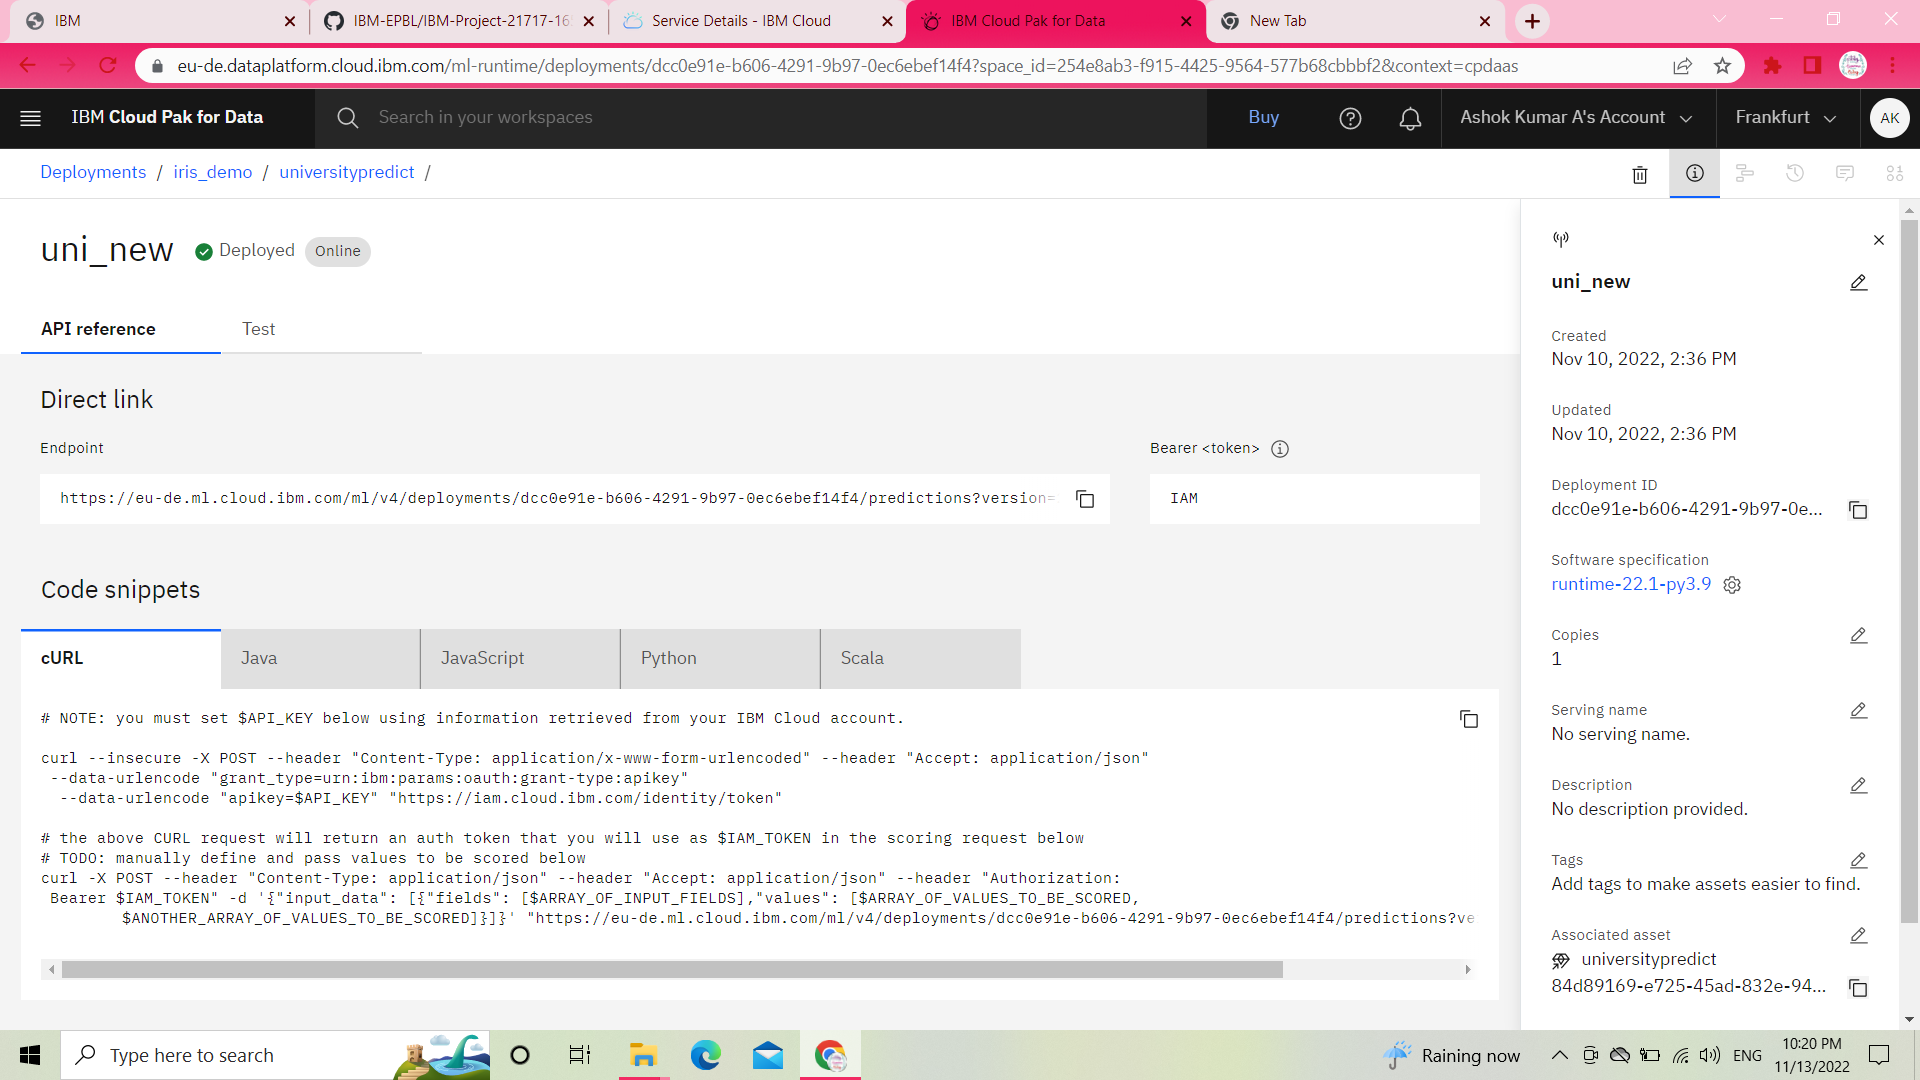 IBM
IBM-EPBL/IBM-Project-21717-16
Service Details - IBM Cloud
IBM Cloud Pak for Data
New Tab
eu-de.dataplatform.cloud.ibm.com/ml-runtime/deployments/dcc0e91e-b606-4291-9b97-0ec6ebef14f4?space_id=254e8ab3-f915-4425-9564-577b68cbbbf2&context=cpdaas
IBM Cloud Pak for Data
Search in your workspaces
Buy
Ashok Kumar A's Account
Frankfurt
AK
Deployments / iris_demo / universitypredict /
uni_new
Deployed
Online
API reference
Test
Direct link
Endpoint
https://eu-de.ml.cloud.ibm.com/ml/v4/deployments/dcc0e91e-b606-4291-9b97-0ec6ebef14f4/predictions?version=
Bearer <token>
IAM
Code snippets
cURL
Java
JavaScript
Python
Scala
# NOTE: you must set $API_KEY below using information retrieved from your IBM Cloud account.
curl --insecure -X POST --header "Content-Type: application/x-www-form-urlencoded" --header "Accept: application/json"
--data-urlencode "grant_type=urn:ibm:params:oauth:grant-type:apikey"
--data-urlencode "apikey=$API_KEY" "https://iam.cloud.ibm.com/identity/token"
# the above CURL request will return an auth token that you will use as $IAM_TOKEN in the scoring request below
# TODO: manually define and pass values to be scored below
curl -X POST --header "Content-Type: application/json" --header "Accept: application/json" --header "Authorization:
Bearer $IAM_TOKEN" -d '{"input_data": [{"fields": [$ARRAY_OF_INPUT_FIELDS],"values": [$ARRAY_OF_VALUES_TO_BE_SCORED,
$ANOTHER_ARRAY_OF_VALUES_TO_BE_SCORED]}]}' "https://eu-de.ml.cloud.ibm.com/ml/v4/deployments/dcc0e91e-b606-4291-9b97-0ec6ebef14f4/predictions?ve
uni_new
Created
Nov 10, 2022, 2:36 PM
Updated
Nov 10, 2022, 2:36 PM
Deployment ID
dcc0e91e-b606-4291-9b97-0e...
Software specification
runtime-22.1-py3.9
Copies
1
Serving name
No serving name.
Description
No description provided.
Tags
Add tags to make assets easier to find.
Associated asset
universitypredict
84d89169-e725-45ad-832e-94...
Type here to search
Raining now
ENG
10:20 PM
11/13/2022